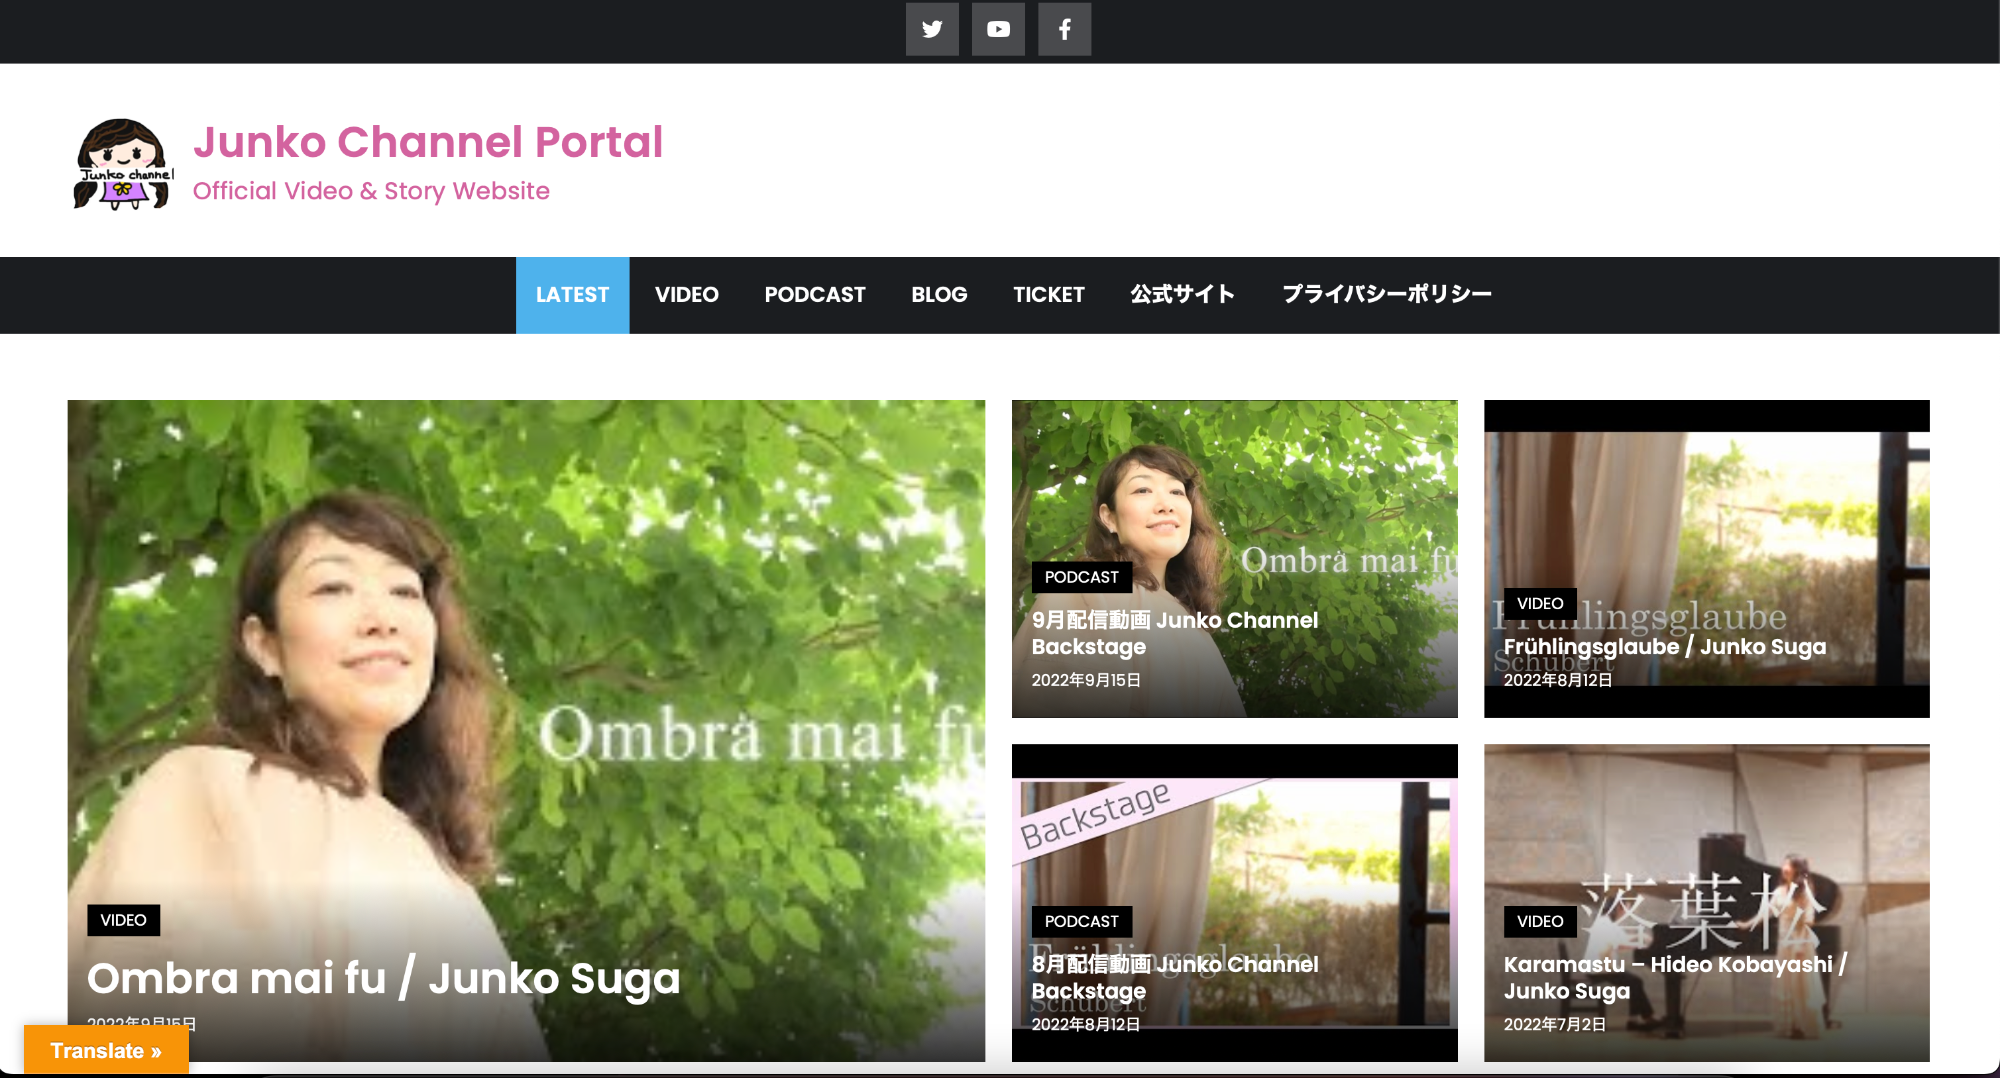 Junko channel
Junko Channel Portal
Official Video & Story Website
LATEST VIDEO PODCAST BLOG TICKET 公式サイト プライバシーポリシー
Ombra mai fu
VIDEO
Ombra mai fu / Junko Suga
2022年9月15日
Translate »
Ombra mai fu
PODCAST
9月配信動画 Junko Channel
Backstage
2022年9月15日
Frühlingsglaube
Schubert
VIDEO
Frühlingsglaube / Junko Suga
2022年8月12日
Backstage
Frühlingsglaube
Schubert
PODCAST
8月配信動画 Junko Channel
Backstage
2022年8月12日
落葉松
VIDEO
Karamastu – Hideo Kobayashi /
Junko Suga
2022年7月2日